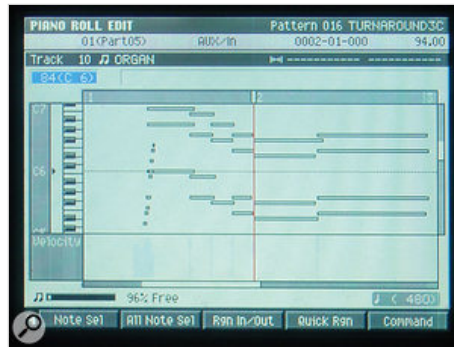 PIANO ROLL EDIT Pattern 016 TURNAROUND3C
01(Part05) AUX/In 0002-01-000 94.00
Track 10 ORGAN
84(C 6)
1 2 3
C7
C6
C5
Velocity
96% Free ( 480)
Note Sel All Note Sel Rgn In/Out Quick Rgn Command